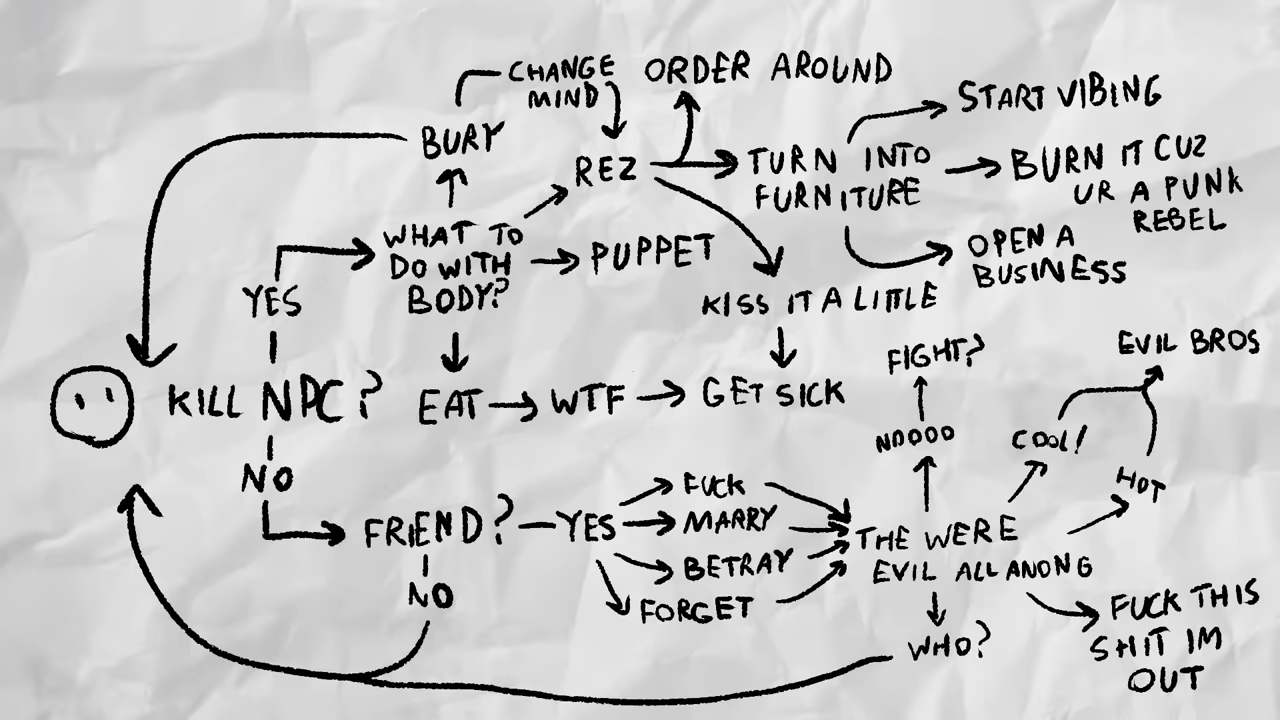 CHANGE
MIND
ORDER AROUND
START VIBING
BURY
REZ
TURN INTO
FURNITURE
BURN IT CUZ
UR A PUNK
REBEL
WHAT TO
DO WITH
BODY?
PUPPET
OPEN A
BUSINESS
YES
KISS IT A LITTLE
KILL NPC?
EAT
WTF
GET SICK
FIGHT?
EVIL BROS
NOOOO
COOL!
HOT
NO
FRIEND?
YES
FUCK
MARRY
BETRAY
FORGET
THE WERE
EVIL ALL ANONG
NO
WHO?
FUCK THIS
SHIT IM
OUT